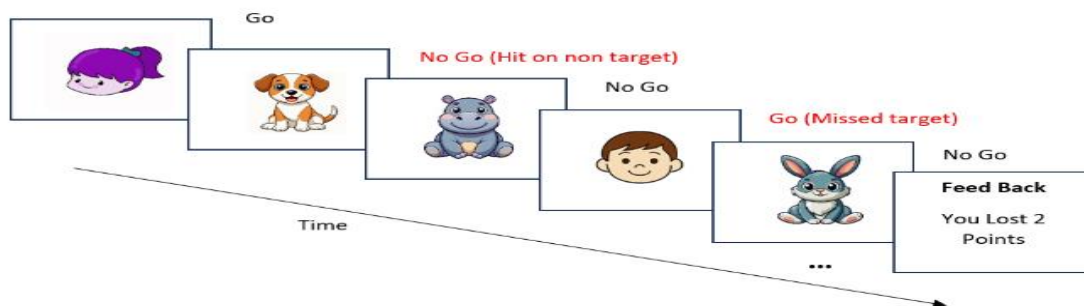 Go
No Go (Hit on non target)
No Go
Go (Missed target)
No Go
Feed Back
You Lost 2
Points
Time
...